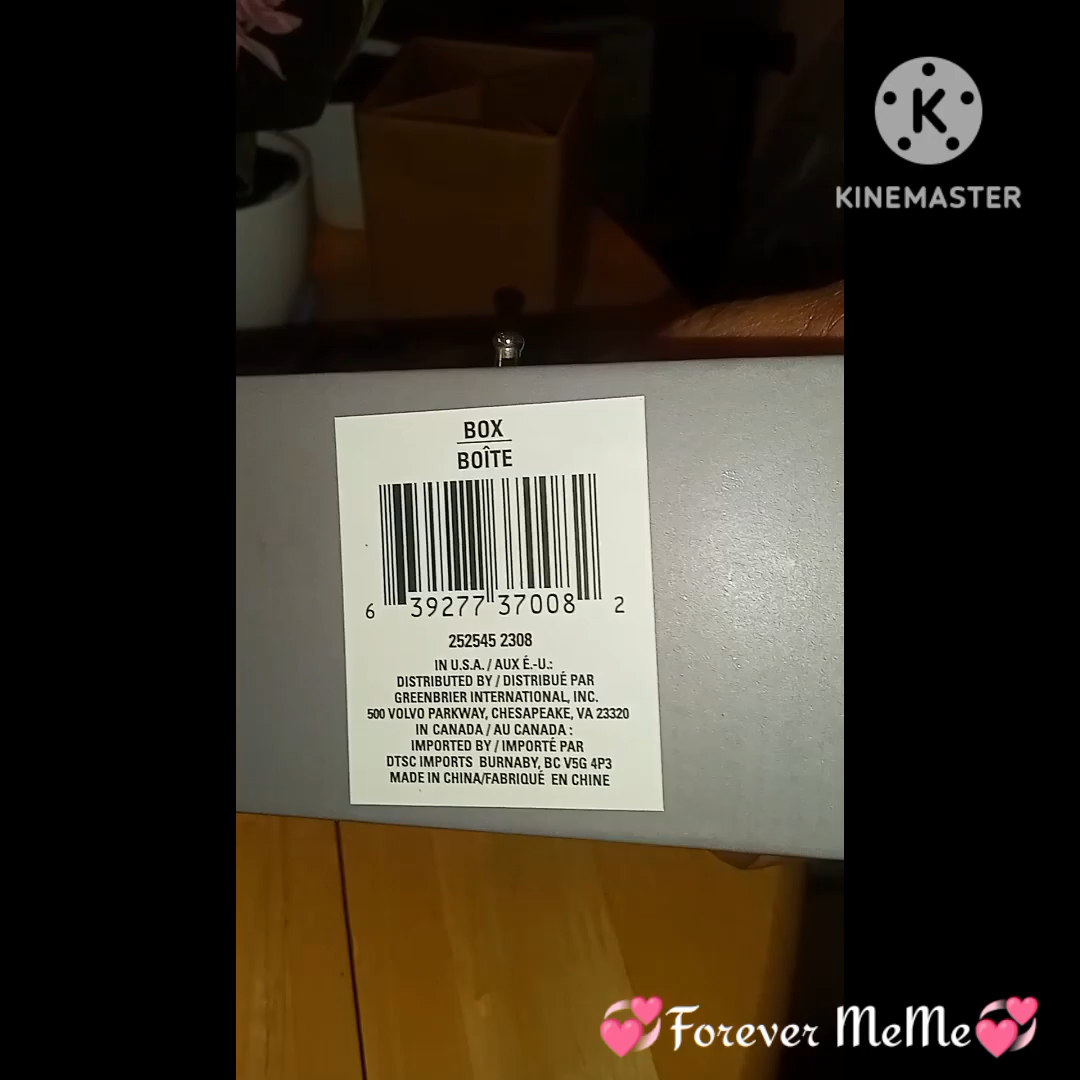 K
KINEMASTER
BOX
BOÎTE
6 39277 37008 2
252545 2308
IN U.S.A. / AUX É.-U.:
DISTRIBUTED BY / DISTRIBUÉ PAR
GREENBRIER INTERNATIONAL, INC.
500 VOLVO PARKWAY, CHESAPEAKE, VA 23320
IN CANADA / AU CANADA :
IMPORTED BY / IMPORTÉ PAR
DTSC IMPORTS BURNABY, BC V5G 4P3
MADE IN CHINA/FABRIQUÉ EN CHINE
💞Forever MeMe💞